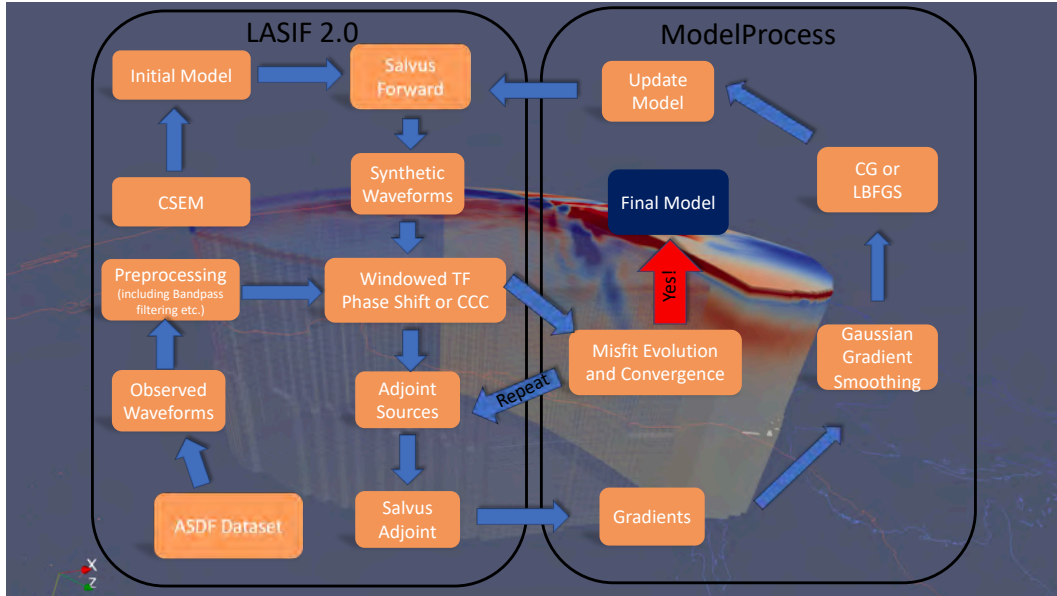 LASIF 2.0
Initial Model
Salvus
Forward
CSEM
Synthetic
Waveforms
Preprocessing
(including Bandpass
filtering etc.)
Windowed TF
Phase Shift or CCC
Observed
Waveforms
Adjoint
Sources
ASDF Dataset
Salvus
Adjoint
ModelProcess
Update
Model
CG or
LBFGS
Final Model
Yes!
Misfit Evolution
and Convergence
Gaussian
Gradient
Smoothing
Repeat
Gradients
X
Z